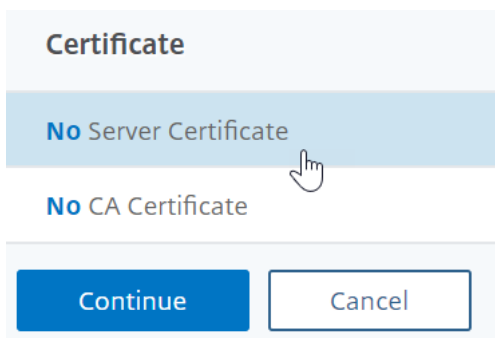 Certificate
No Server Certificate
No CA Certificate
Continue Cancel